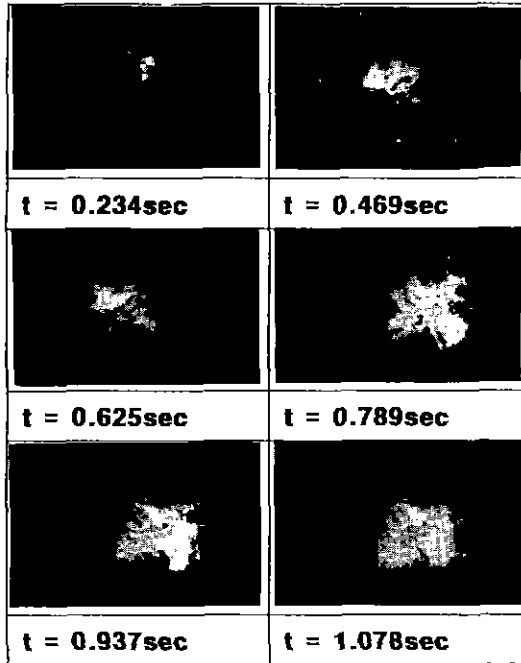 t = 0.234sec
t = 0.469sec
t = 0.625sec
t = 0.789sec
t = 0.937sec
t = 1.078sec